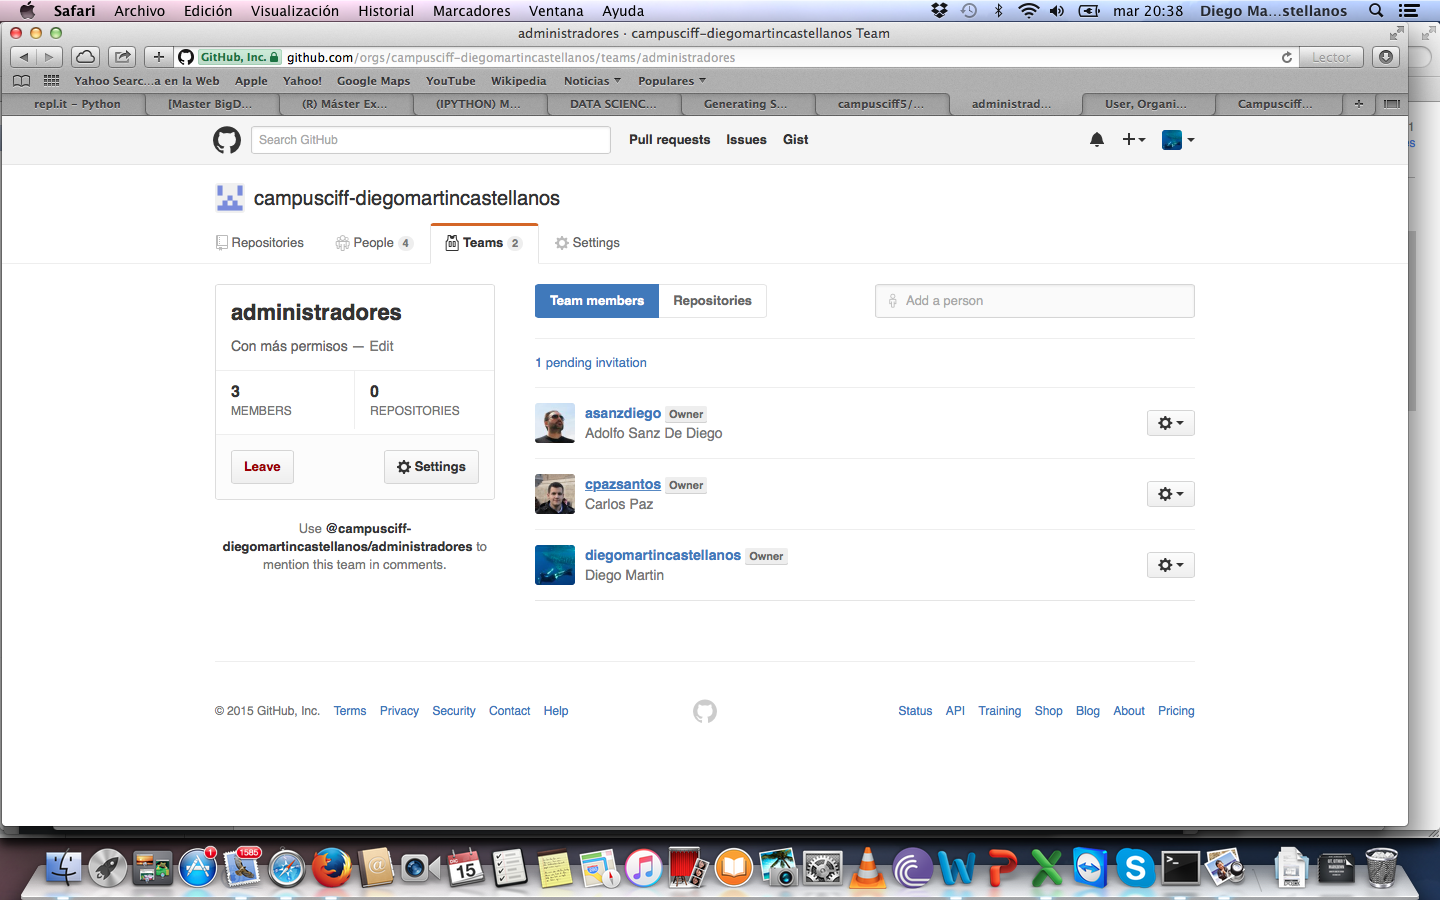 Safari Archivo Edición Visualización Historial Marcadores Ventana Ayuda mar 20:38 Diego Ma...stellanos
administradores · campusciff-diegomartincastellanos Team
GitHub, Inc. github.com/orgs/campusciff-diegomartincastellanos/teams/administradores Lector
Yahoo Searc...a en la Web Apple Yahoo! Google Maps YouTube Wikipedia Noticias Populares
repl.it - Python [Master BigD... (R) Máster Ex... (IPYTHON) M... DATA SCIENC... Generating S... campusciff5/... administrad... User, Organi... Campusciff...
Search GitHub Pull requests Issues Gist
campusciff-diegomartincastellanos
Repositories People 4 Teams 2 Settings
administradores
Con más permisos — Edit
3 0
MEMBERS REPOSITORIES
Leave Settings
Use @campusciff-
diegomartincastellanos/administradores to
mention this team in comments.
Team members Repositories Add a person
1 pending invitation
asanzdiego Owner
Adolfo Sanz De Diego
cpazsantos Owner
Carlos Paz
diegomartincastellanos Owner
Diego Martin
© 2015 GitHub, Inc. Terms Privacy Security Contact Help Status API Training Shop Blog About Pricing
1 1585 DIC 15